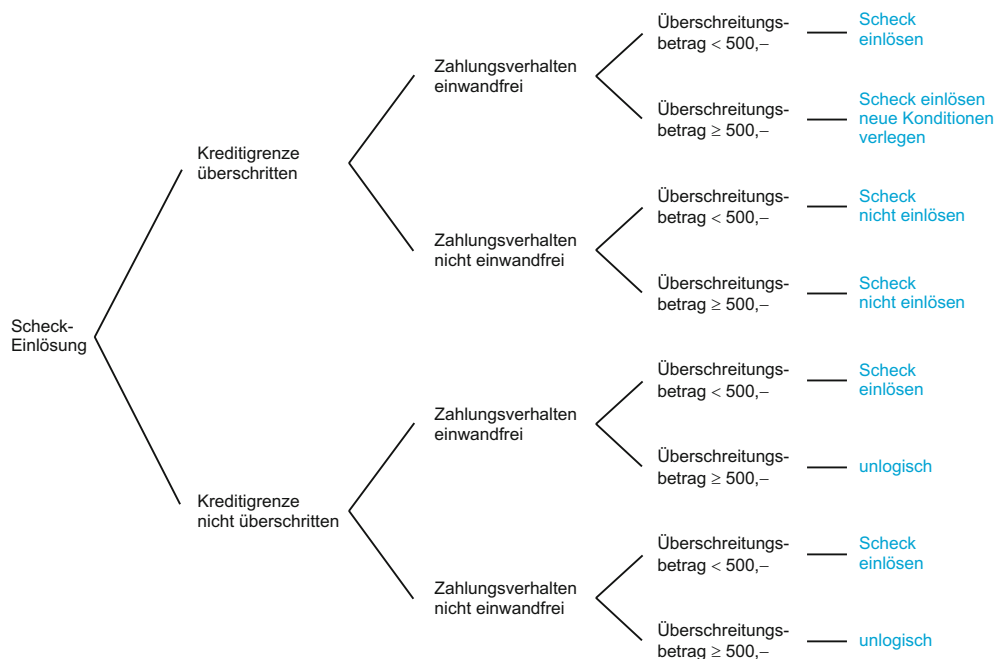 Scheck-
Einlösung
Kreditigrenze
überschritten
Zahlungsverhalten
einwandfrei
Überschreitungs-
betrag < 500,–
Scheck
einlösen
Überschreitungs-
betrag ≥ 500,–
Scheck einlösen
neue Konditionen
verlegen
Zahlungsverhalten
nicht einwandfrei
Überschreitungs-
betrag < 500,–
Scheck
nicht einlösen
Überschreitungs-
betrag ≥ 500,–
Scheck
nicht einlösen
Kreditigrenze
nicht überschritten
Zahlungsverhalten
einwandfrei
Überschreitungs-
betrag < 500,–
Scheck
einlösen
Überschreitungs-
betrag ≥ 500,–
unlogisch
Zahlungsverhalten
nicht einwandfrei
Überschreitungs-
betrag < 500,–
Scheck
einlösen
Überschreitungs-
betrag ≥ 500,–
unlogisch